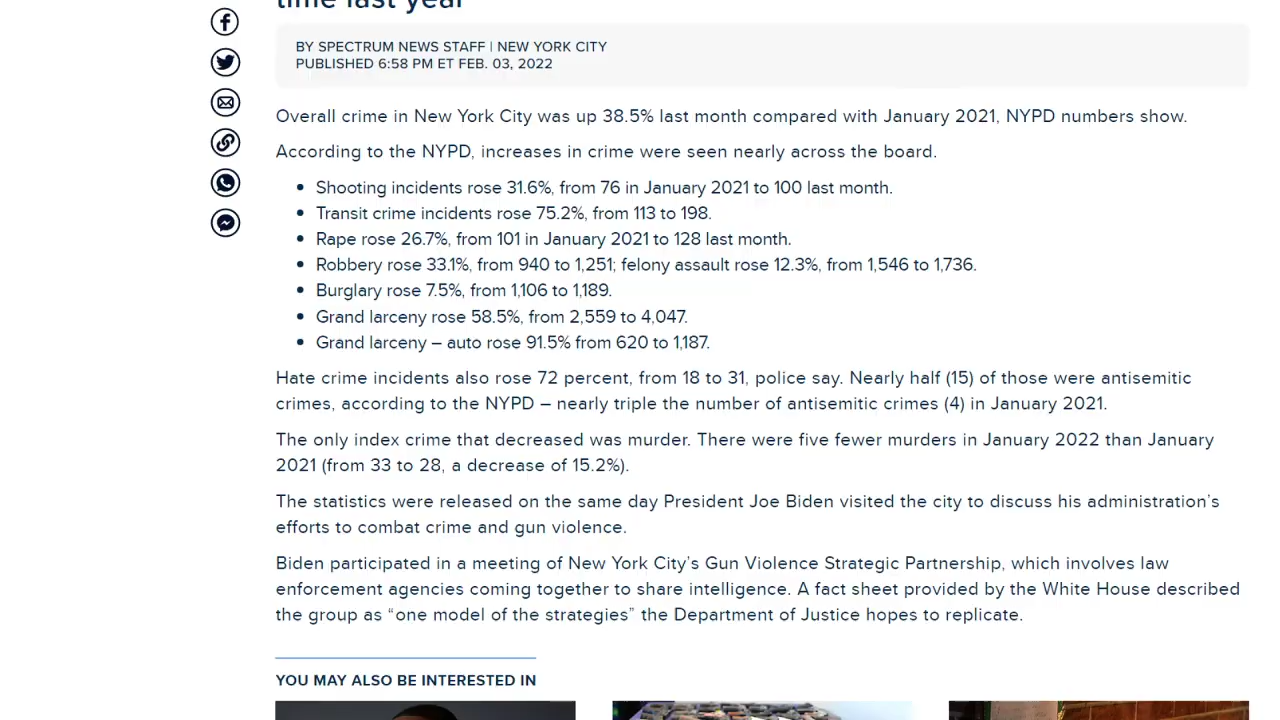 time last year
BY SPECTRUM NEWS STAFF | NEW YORK CITY
PUBLISHED 6:58 PM ET FEB. 03, 2022
Overall crime in New York City was up 38.5% last month compared with January 2021, NYPD numbers show.
According to the NYPD, increases in crime were seen nearly across the board.
• Shooting incidents rose 31.6%, from 76 in January 2021 to 100 last month.
• Transit crime incidents rose 75.2%, from 113 to 198.
• Rape rose 26.7%, from 101 in January 2021 to 128 last month.
• Robbery rose 33.1%, from 940 to 1,251; felony assault rose 12.3%, from 1,546 to 1,736.
• Burglary rose 7.5%, from 1,106 to 1,189.
• Grand larceny rose 58.5%, from 2,559 to 4,047.
• Grand larceny – auto rose 91.5% from 620 to 1,187.
Hate crime incidents also rose 72 percent, from 18 to 31, police say. Nearly half (15) of those were antisemitic
crimes, according to the NYPD – nearly triple the number of antisemitic crimes (4) in January 2021.
The only index crime that decreased was murder. There were five fewer murders in January 2022 than January
2021 (from 33 to 28, a decrease of 15.2%).
The statistics were released on the same day President Joe Biden visited the city to discuss his administration's
efforts to combat crime and gun violence.
Biden participated in a meeting of New York City's Gun Violence Strategic Partnership, which involves law
enforcement agencies coming together to share intelligence. A fact sheet provided by the White House described
the group as “one model of the strategies” the Department of Justice hopes to replicate.
YOU MAY ALSO BE INTERESTED IN